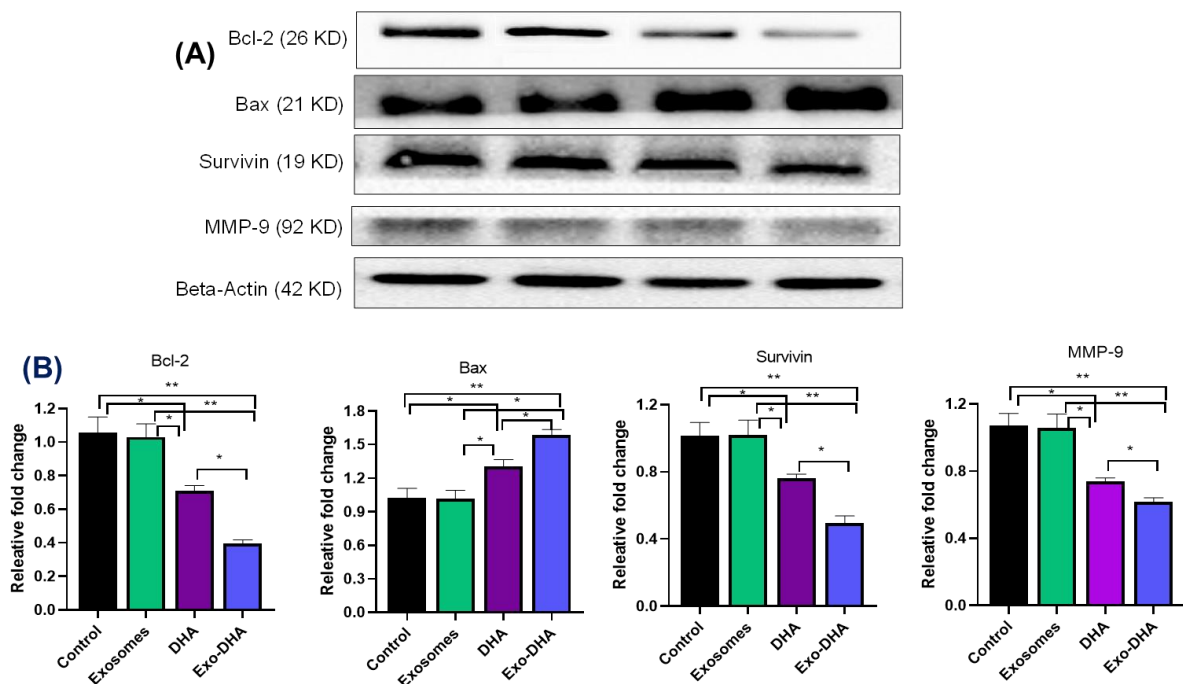 (A)
Bcl-2 (26 KD)
Bax (21 KD)
Survivin (19 KD)
MMP-9 (92 KD)
Beta-Actin (42 KD)
(B)
Bcl-2
**
*
**
*
*
Releative fold change
1.2
1.0
0.8
0.6
0.4
0.2
0.0
Control
Exosomes
DHA
Exo-DHA
Bax
**
*
*
*
*
Releative fold change
1.8
1.5
1.2
0.9
1.2
0.3
0.0
Control
Exosomes
DHA
Exo-DHA
Survivin
**
*
**
*
*
Releative fold change
1.2
0.8
0.4
0.0
Control
Exosomes
DHA
Exo-DHA
MMP-9
**
*
**
*
*
Releative fold change
1.2
0.8
0.4
0.0
Control
Exosomes
DHA
Exo-DHA